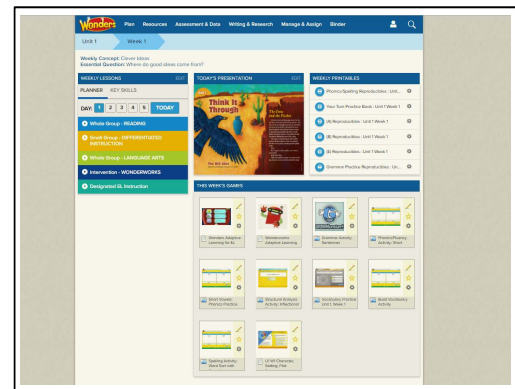 Wonders
Plan Resources Assessment & Data Writing & Research Manage & Assign Binder
Unit 1 Week 1
Weekly Concept: Clever Ideas
Essential Question: Where do good ideas come from?
WEEKLY LESSONS EDIT
PLANNER KEY SKILLS
DAY: 1 2 3 4 5 TODAY
Whole Group - READING
Small Group - DIFFERENTIATED INSTRUCTION
Whole Group - LANGUAGE ARTS
Intervention - WONDERWORKS
Designated EL Instruction
TODAY'S PRESENTATION EDIT
Think It
Through
The Fox
and the Pitcher
The BIG Idea
WEEKLY PRINTABLES
Phonics/Spelling Reproducibles : Unit...
Your Turn Practice Book : Unit 1 Week 1
(A) Reproducibles : Unit 1 Week 1
(B) Reproducibles : Unit 1 Week 1
(E) Reproducibles : Unit 1 Week 1
Grammar Practice Reproducibles : Un...
THIS WEEK'S GAMES
Wonders Adaptive
Learning for EL
Wonderworks
Adaptive Learning
Grammar Activity:
Sentences
Phonics/Fluency
Activity: Short
Short Vowels:
Phonics Practice
Structural Analysis
Activity: Inflectional
Vocabulary Practice
Unit 1, Week 1
Build Vocabulary
Activity
Spelling Activity:
Word Sort with
U1 W1 Character,
Setting, Plot: